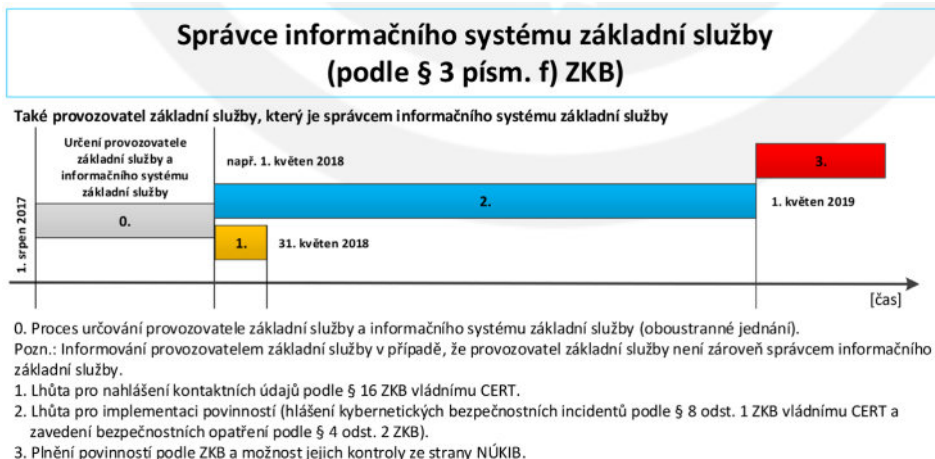 Správce informačního systému základní služby
(podle § 3 písm. f) ZKB)
Také provozovatel základní služby, který je správcem informačního systému základní služby
Určení provozovatele
základní služby a
informačního systému
základní služby
např. 1. květen 2018
3.
2.
1. květen 2019
0.
1. srpen 2017
1.
31. květen 2018
[čas]
0. Proces určování provozovatele základní služby a informačního systému základní služby (oboustranné jednání).
Pozn.: Informování provozovatelem základní služby v případě, že provozovatel základní služby není zároveň správcem informačního
základní služby.
1. Lhůta pro nahlášení kontaktních údajů podle § 16 ZKB vládnímu CERT.
2. Lhůta pro implementaci povinností (hlášení kybernetických bezpečnostních incidentů podle § 8 odst. 1 ZKB vládnímu CERT a
zavedení bezpečnostních opatření podle § 4 odst. 2 ZKB).
3. Plnění povinností podle ZKB a možnost jejich kontroly ze strany NÚKIB.